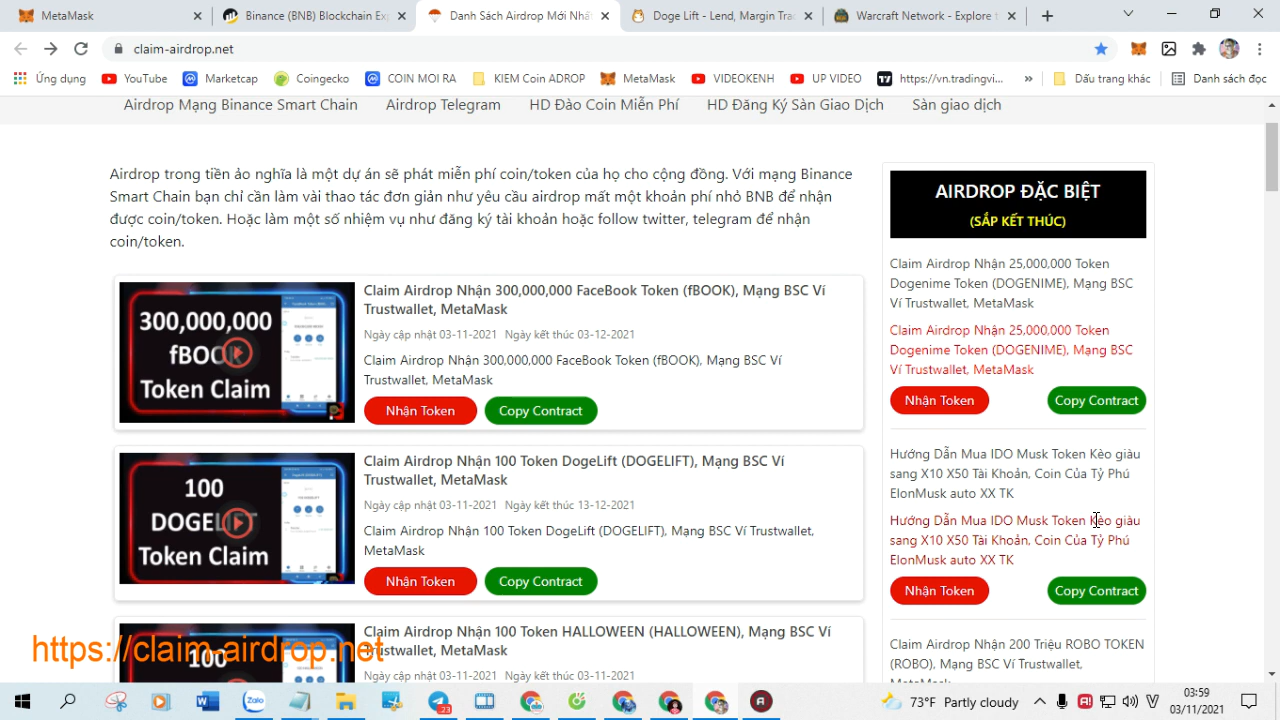 MetaMask
Binance (BNB) Blockchain Exp
Danh Sách Airdrop Mới Nhấ
Doge Lift - Lend, Margin Trad
Warcraft Network - Explore t
claim-airdrop.net
Ứng dụng
YouTube
Marketcap
Coingecko
COIN MOI RA
KIEM Coin ADROP
MetaMask
VIDEOKENH
UP VIDEO
https://vn.tradingvi...
Dấu trang khác
Danh sách đọc
Airdrop Mạng Binance Smart Chain
Airdrop Telegram
HD Đào Coin Miễn Phí
HD Đăng Ký Sàn Giao Dịch
Sàn giao dịch
Airdrop trong tiền ảo nghĩa là một dự án sẽ phát miễn phí coin/token của họ cho cộng đồng. Với mạng Binance
Smart Chain bạn chỉ cần làm vài thao tác đơn giản như yêu cầu airdrop mất một khoản phí nhỏ BNB để nhận
được coin/token. Hoặc làm một số nhiệm vụ như đăng ký tài khoản hoặc follow twitter, telegram để nhận
coin/token.
300,000,000
fBOOK
Token Claim
Claim Airdrop Nhận 300,000,000 FaceBook Token (fBOOK), Mạng BSC Ví
Trustwallet, MetaMask
Ngày cập nhật 03-11-2021 Ngày kết thúc 03-12-2021
Claim Airdrop Nhận 300,000,000 FaceBook Token (fBOOK), Mạng BSC Ví
Trustwallet, MetaMask
Nhận Token
Copy Contract
100
DOGELIFT
Token Claim
Claim Airdrop Nhận 100 Token DogeLift (DOGELIFT), Mạng BSC Ví
Trustwallet, MetaMask
Ngày cập nhật 03-11-2021 Ngày kết thúc 13-12-2021
Claim Airdrop Nhận 100 Token DogeLift (DOGELIFT), Mạng BSC Ví Trustwallet,
MetaMask
Nhận Token
Copy Contract
100
Claim Airdrop Nhận 100 Token HALLOWEEN (HALLOWEEN), Mạng BSC Ví
Trustwallet, MetaMask
Ngày cập nhật 03-11-2021 Ngày kết thúc 03-11-2021
AIRDROP ĐẶC BIỆT
(SẮP KẾT THÚC)
Claim Airdrop Nhận 25,000,000 Token
Dogenime Token (DOGENIME), Mạng BSC
Ví Trustwallet, MetaMask
Claim Airdrop Nhận 25,000,000 Token
Dogenime Token (DOGENIME), Mạng BSC
Ví Trustwallet, MetaMask
Nhận Token
Copy Contract
Hướng Dẫn Mua IDO Musk Token Kèo giàu
sang X10 X50 Tài Khoản, Coin Của Tỷ Phú
ElonMusk auto XX TK
Hướng Dẫn Mua IDO Musk Token Kèo giàu
sang X10 X50 Tài Khoản, Coin Của Tỷ Phú
ElonMusk auto XX TK
Nhận Token
Copy Contract
Claim Airdrop Nhận 200 Triệu ROBO TOKEN
(ROBO), Mạng BSC Ví Trustwallet,
https://claim-airdrop.net
Zalo
23
73°F Partly cloudy
03:59
03/11/2021